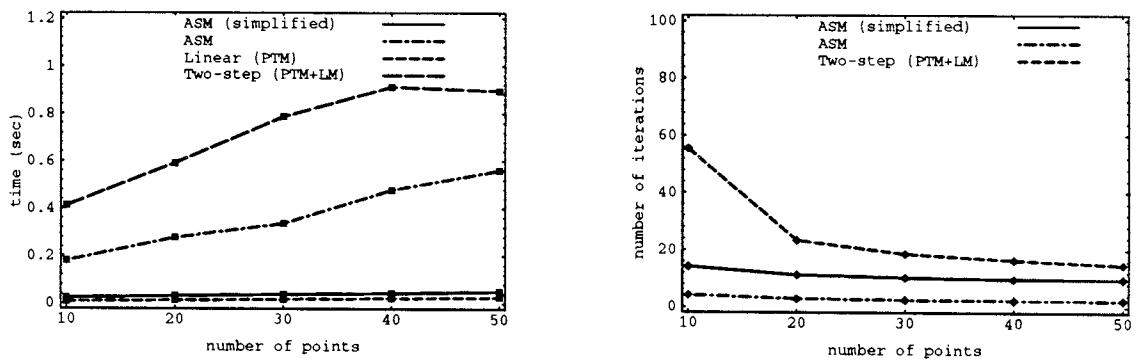 ASM (simplified)
ASM
Linear (PTM)
Two-step (PTM+LM)
1.2
1
0.8
0.6
0.4
0.2
0
time (sec)
10 20 30 40 50
number of points
ASM (simplified)
ASM
Two-step (PTM+LM)
100
80
60
40
20
0
number of iterations
10 20 30 40 50
number of points